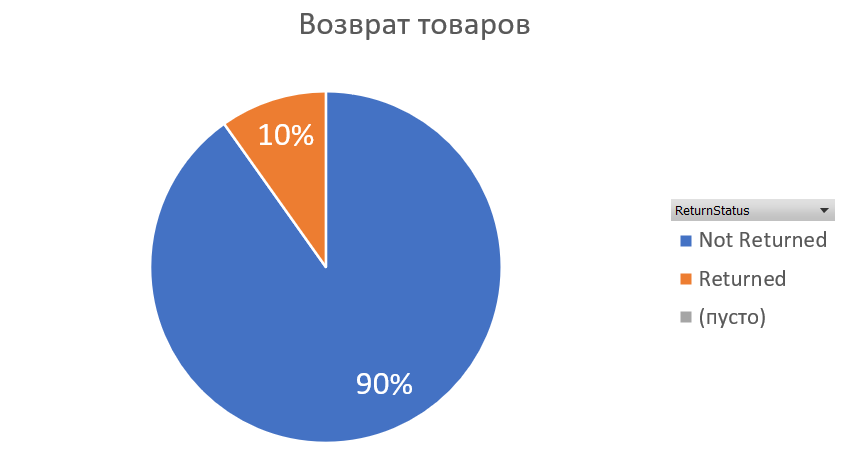 Возврат товаров
10%
90%
ReturnStatus
Not Returned
Returned
(пусто)